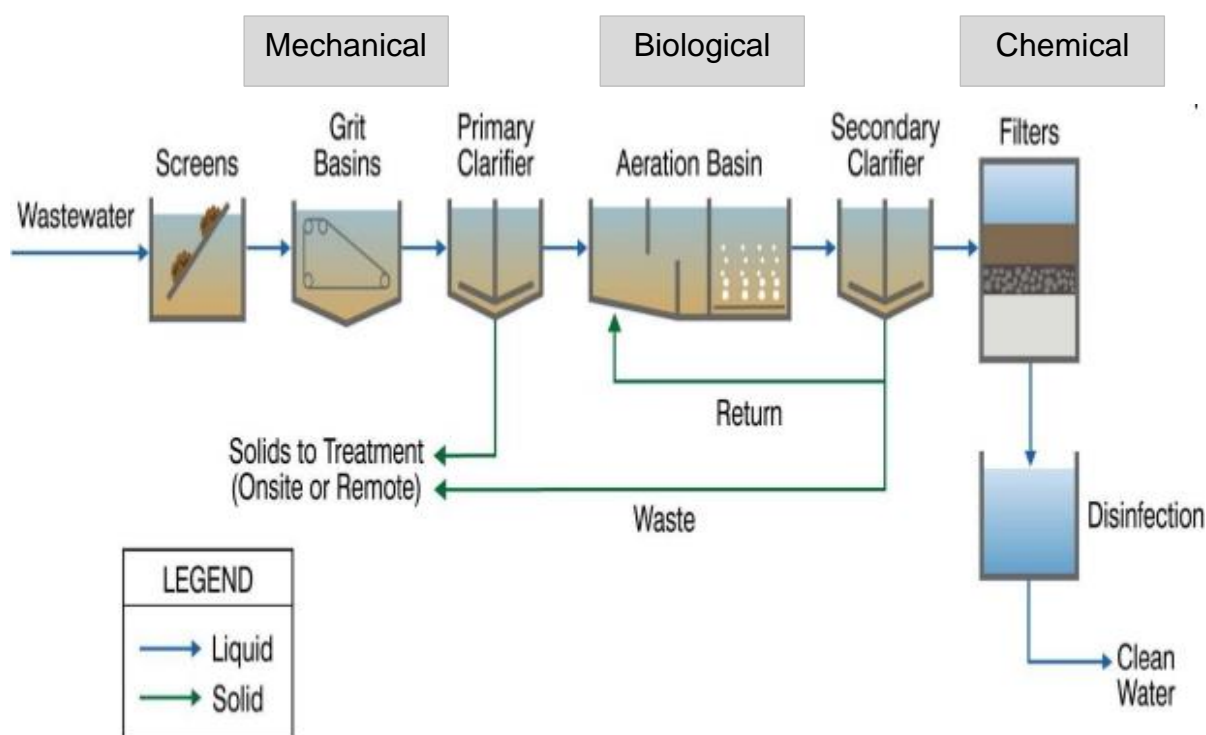 Mechanical
Biological
Chemical
Wastewater
Screens
Grit
Basins
Primary
Clarifier
Aeration Basin
Secondary
Clarifier
Filters
Return
Solids to Treatment
(Onsite or Remote)
Waste
Disinfection
Clean
Water
LEGEND
Liquid
Solid